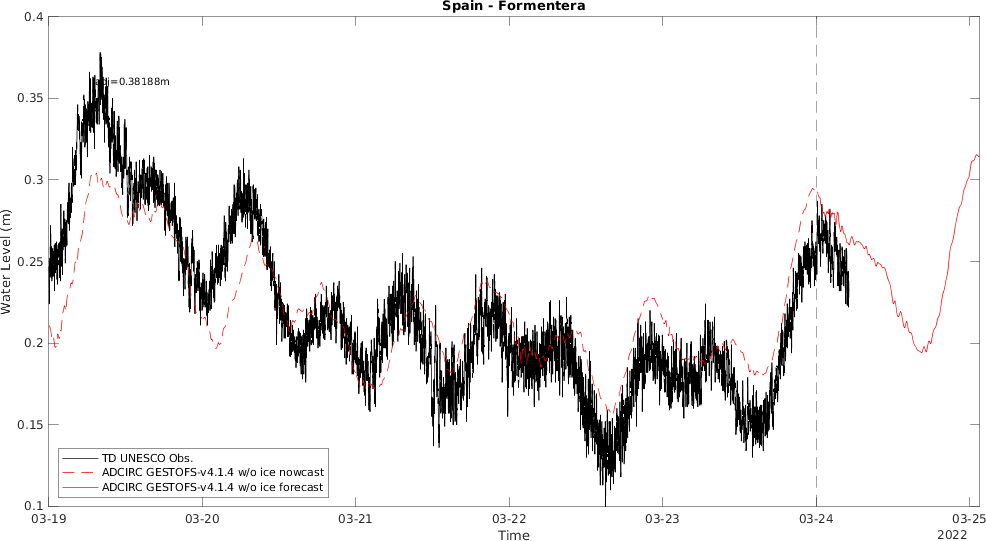 Spain - Formentera
0.4
0.35
0.3
0.25
0.2
0.15
0.1
Water Level (m)
=0.38188m
TD UNESCO Obs.
ADCIRC GESTOFS-v4.1.4 w/o ice nowcast
ADCIRC GESTOFS-v4.1.4 w/o ice forecast
03-19
03-20
03-21
03-22
03-23
03-24
03-25
Time
2022